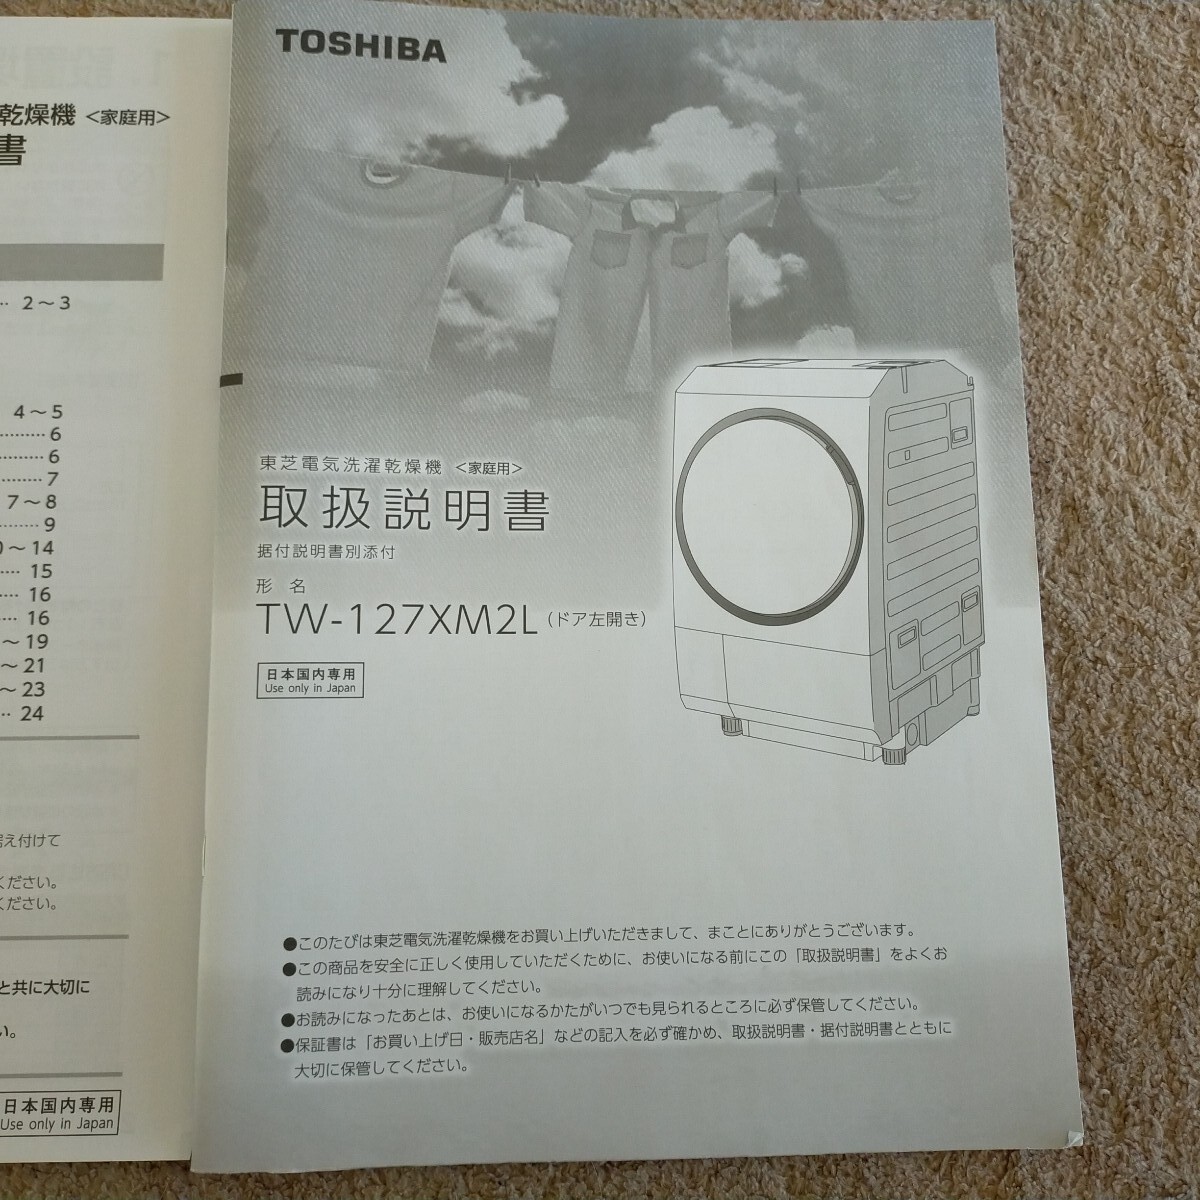 乾燥機 <家庭用>
書
2～3
4～5
6
6
7
7～8
9
～14
15
16
16
～19
～21
～23
24
え付けて
ください。
ください。
と共に大切に
い。
日本国内専用
Use only in Japan
TOSHIBA
東芝電気洗濯乾燥機 <家庭用>
取扱説明書
据付説明書別添付
形 名
TW-127XM2L (ドア左開き)
日本国内専用
Use only in Japan
●このたびは東芝電気洗濯乾燥機をお買い上げいただきまして、まことにありがとうございます。
●この商品を安全に正しく使用していただくために、お使いになる前にこの「取扱説明書」をよくお
読みになり十分に理解してください。
●お読みになったあとは、お使いになるかたがいつでも見られるところに必ず保管してください。
●保証書は「お買い上げ日・販売店名」などの記入を必ず確かめ、取扱説明書・据付説明書とともに
大切に保管してください。